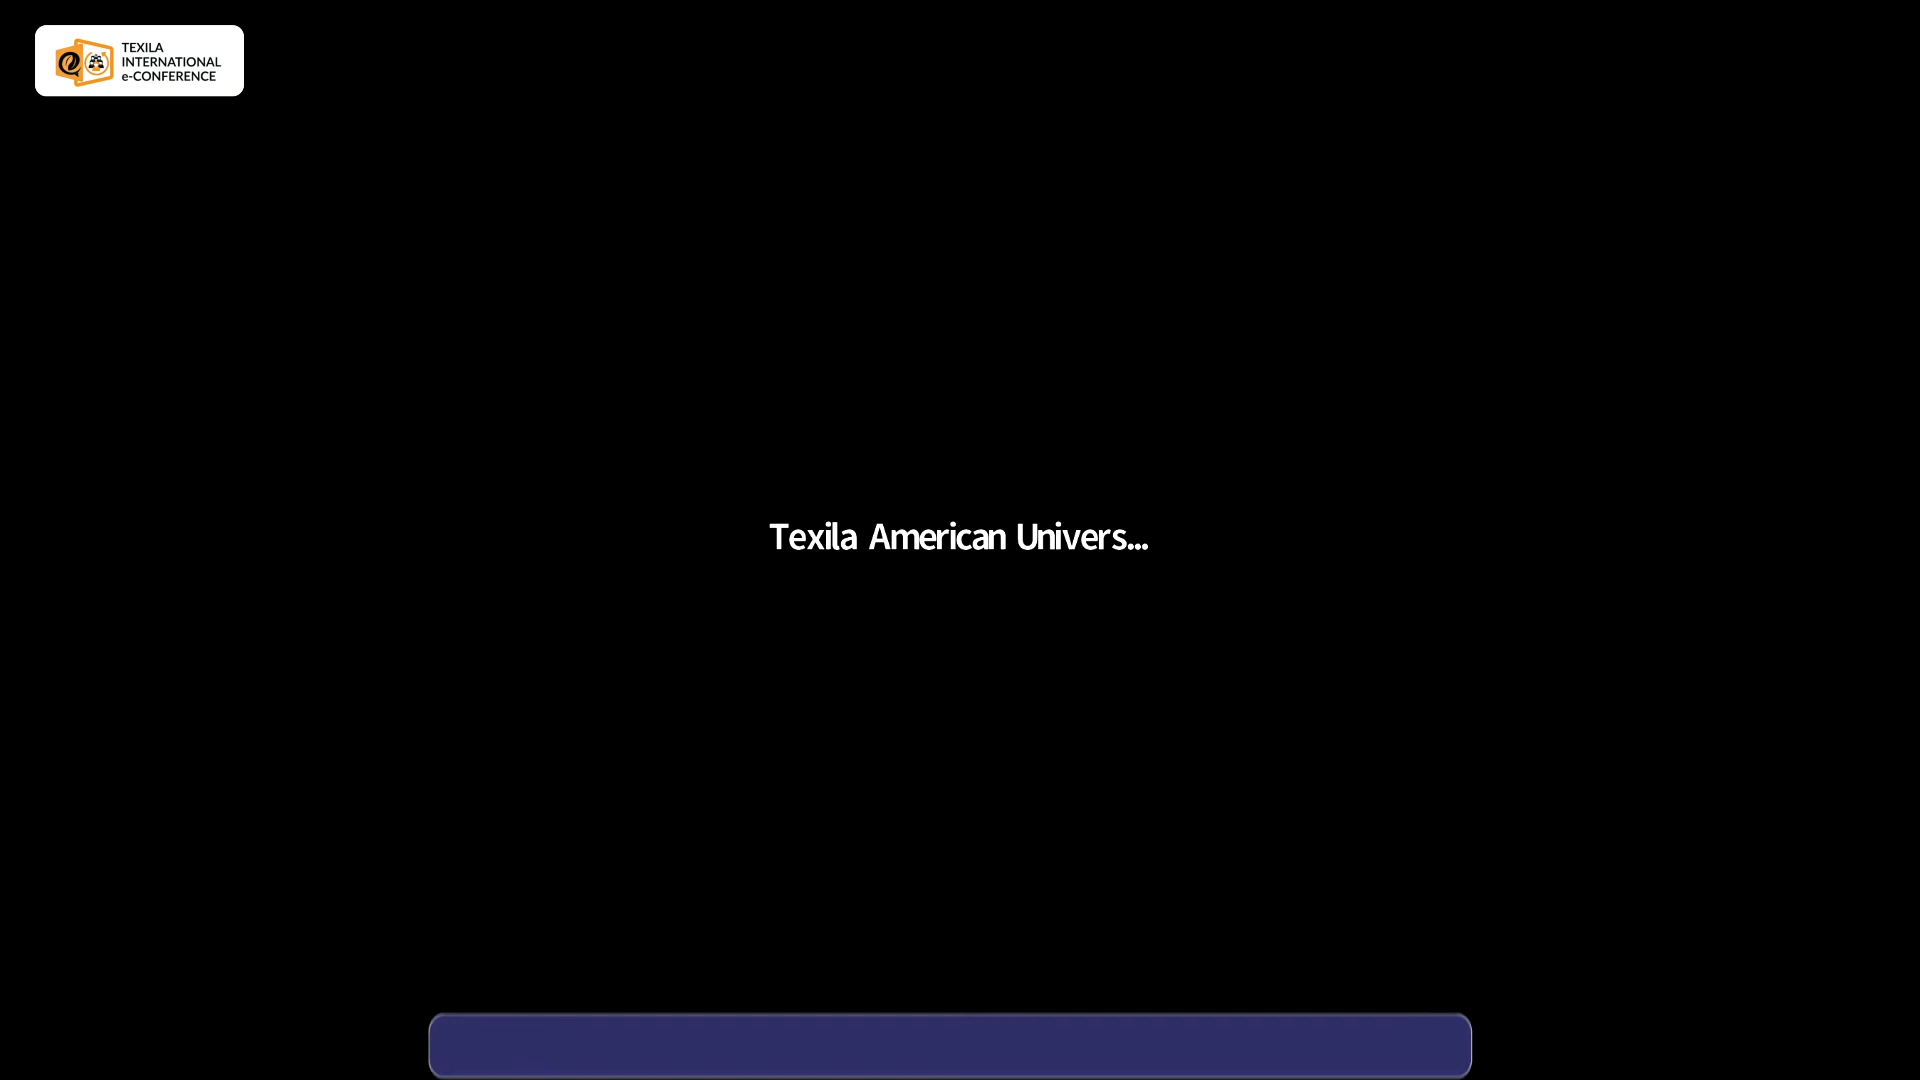 TEXILA
INTERNATIONAL
e-CONFERENCE
Texila American Univers...